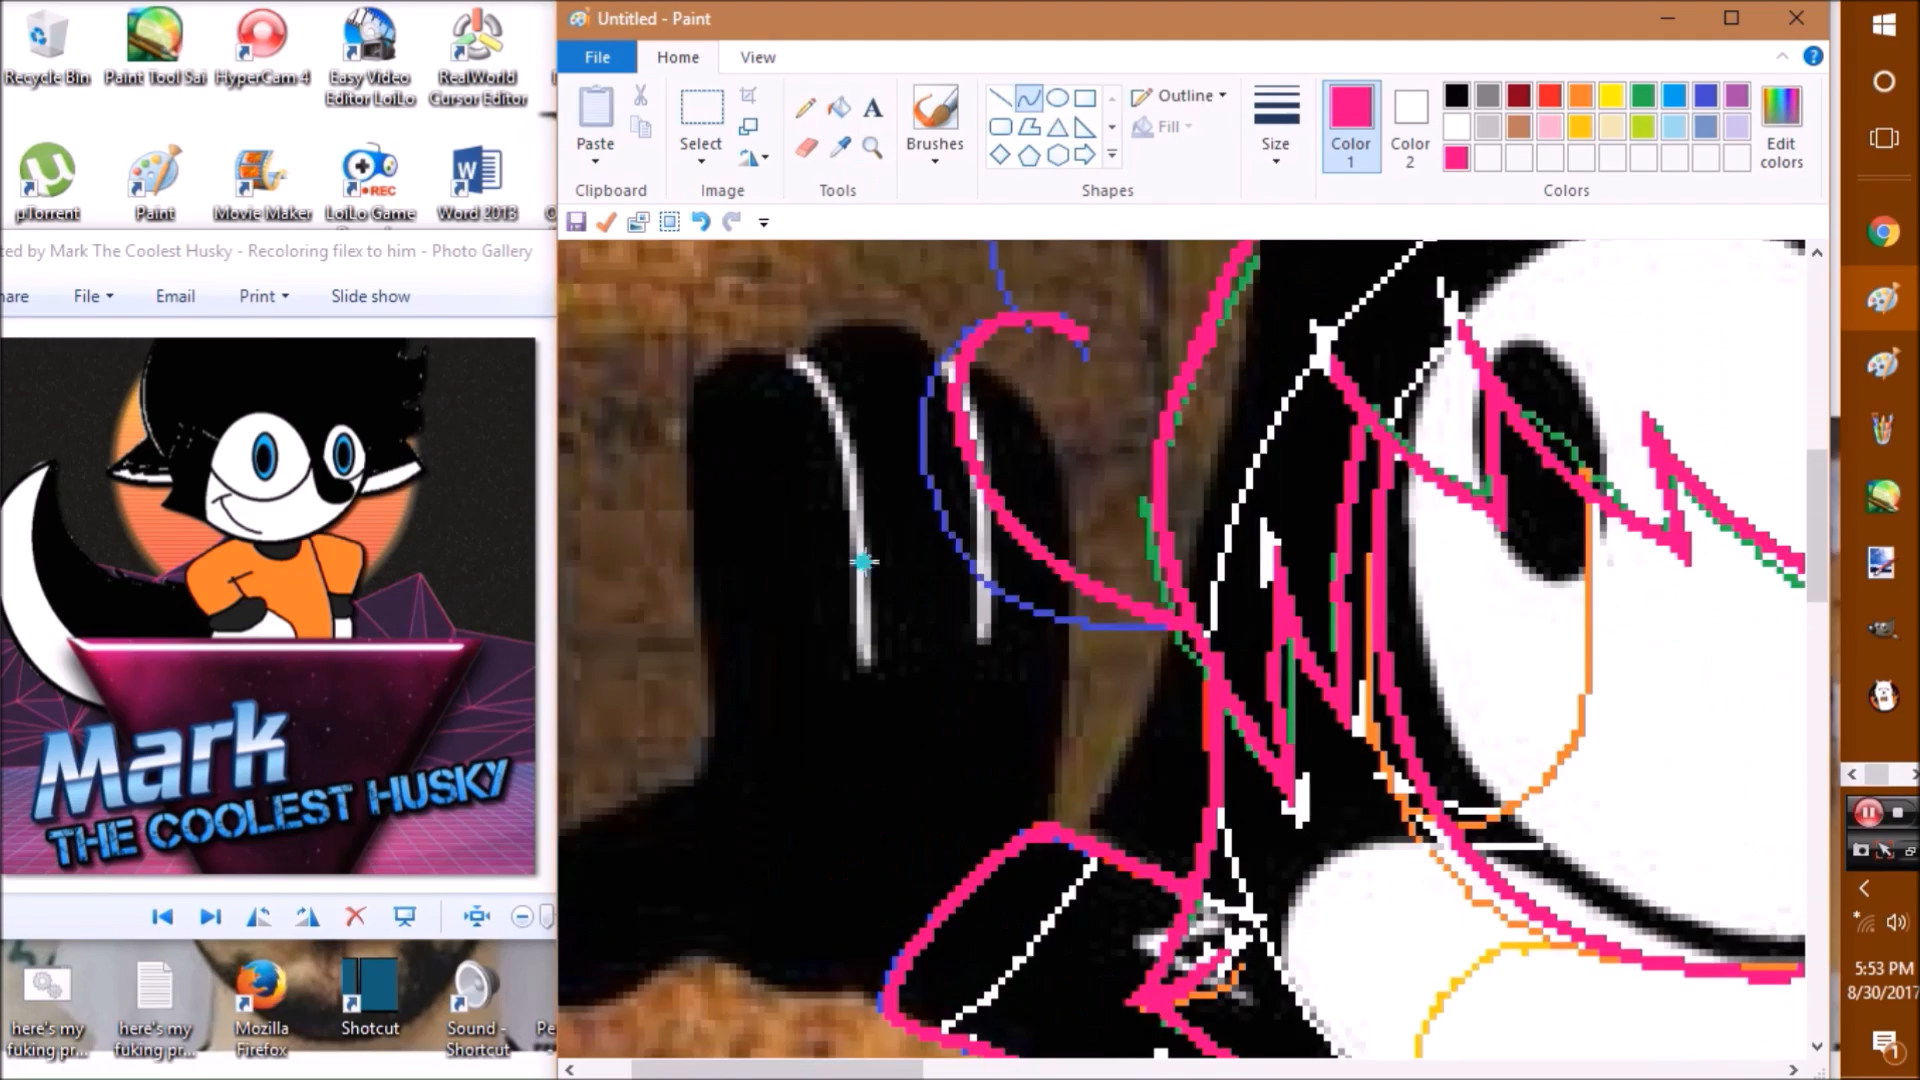 Recycle Bin
Paint Tool Sai
HyperCam 4
Easy Video
Editor LoiLo
RealWorld
Cursor Editor
µTorrent
Paint
Movie Maker
REC
LoiLo Game
Word 2013
ted by Mark The Coolest Husky - Recoloring filex to him - Photo Gallery
hare
File
Email
Print
Slide show
Mark
THE COOLEST HUSKY
here's my
fuking pr...
here's my
fuking pr...
Mozilla
Firefox
Shotcut
Sound -
Shortcut
Pe
Untitled - Paint
File
Home
View
Paste
Clipboard
Select
Image
A
Tools
Brushes
Outline
Fill
Shapes
Size
Color
1
Color
2
Edit
colors
Colors
5:53 PM
8/30/2017
1